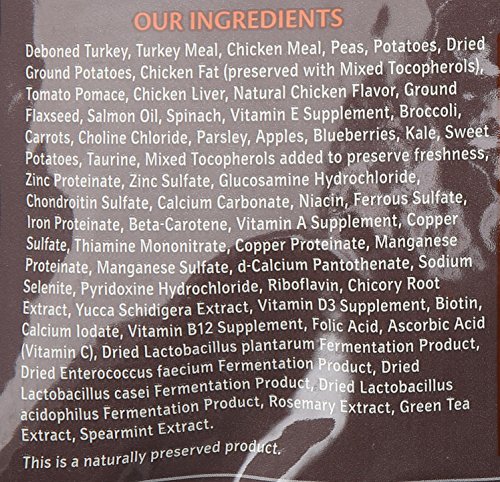 OUR INGREDIENTS
Deboned Turkey, Turkey Meal, Chicken Meal, Peas, Potatoes, Dried
Ground Potatoes, Chicken Fat (preserved with Mixed Tocopherols),
Tomato Pomace, Chicken Liver, Natural Chicken Flavor, Ground
Flaxseed, Salmon Oil, Spinach, Vitamin E Supplement, Broccoli,
Carrots, Choline Chloride, Parsley, Apples, Blueberries, Kale, Sweet
Potatoes, Taurine, Mixed Tocopherols added to preserve freshness,
Zinc Proteinate, Zinc Sulfate, Glucosamine Hydrochloride,
Chondroitin Sulfate, Calcium Carbonate, Niacin, Ferrous Sulfate,
Iron Proteinate, Beta-Carotene, Vitamin A Supplement, Copper
Sulfate, Thiamine Mononitrate, Copper Proteinate, Manganese
Proteinate, Manganese Sulfate, d-Calcium Pantothenate, Sodium
Selenite, Pyridoxine Hydrochloride, Riboflavin, Chicory Root
Extract, Yucca Schidigera Extract, Vitamin D3 Supplement, Biotin,
Calcium Iodate, Vitamin B12 Supplement, Folic Acid, Ascorbic Acid
(Vitamin C), Dried Lactobacillus plantarum Fermentation Product,
Dried Enterococcus faecium Fermentation Product, Dried
Lactobacillus casei Fermentation Product, Dried Lactobacillus
acidophilus Fermentation Product, Rosemary Extract, Green Tea
Extract, Spearmint Extract.
This is a naturally preserved product.